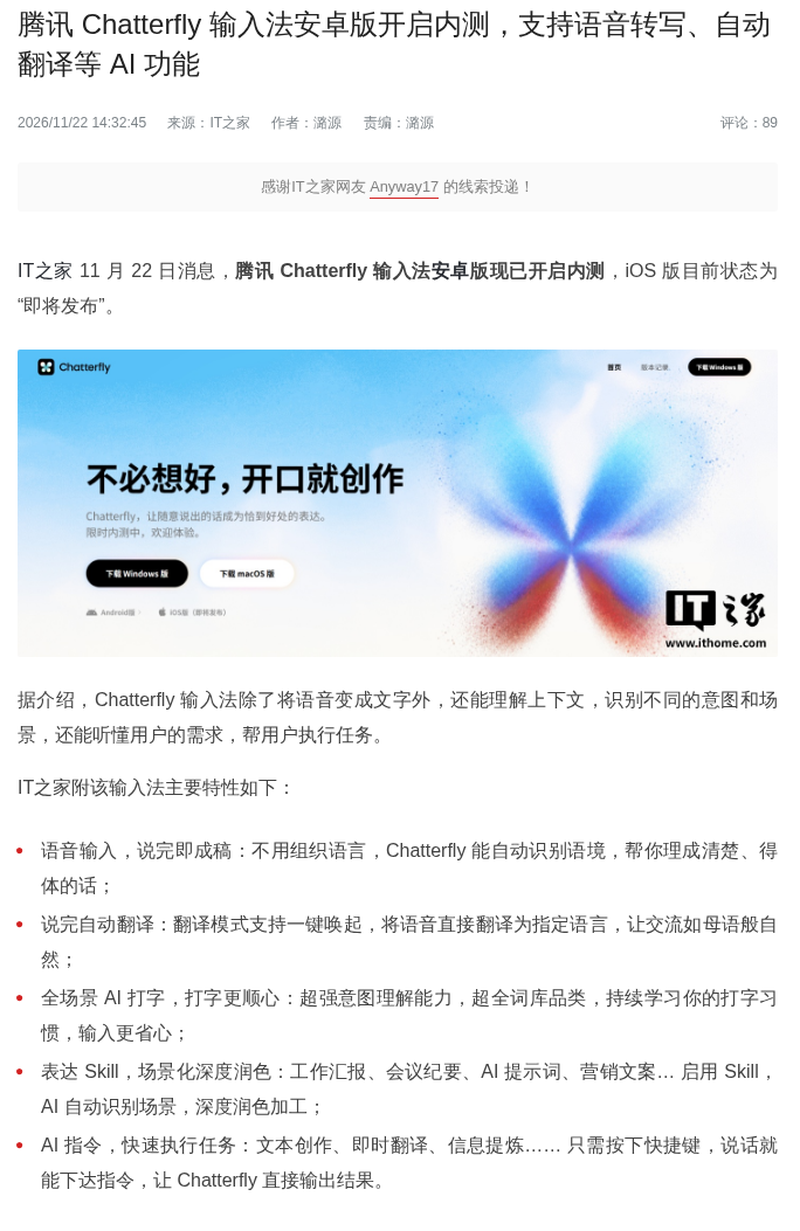 腾讯 Chatterfly 输入法安卓版开启内测，支持语音转写、自动
翻译等 AI 功能
2026/11/22 14:32:45 来源：IT之家 作者：潞源 责编：潞源 评论：89
感谢IT之家网友 Anyway17 的线索投递！
IT之家 11 月 22 日消息，腾讯 Chatterfly 输入法安卓版现已开启内测，iOS 版目前状态为
“即将发布”。
Chatterfly 首页 版本记录 下载 Windows 版
不必想好，开口就创作
Chatterfly，让随意说出的话成为恰到好处的表达。
限时内测中，欢迎体验。
下载 Windows 版 下载 macOS 版
Android版 iOS版（即将发布）
IT之家
www.ithome.com
据介绍，Chatterfly 输入法除了将语音变成文字外，还能理解上下文，识别不同的意图和场
景，还能听懂用户的需求，帮用户执行任务。
IT之家附该输入法主要特性如下：
语音输入，说完即成稿：不用组织语言，Chatterfly 能自动识别语境，帮你理成清楚、得
体的话；
说完自动翻译：翻译模式支持一键唤起，将语音直接翻译为指定语言，让交流如母语般自
然；
全场景 AI 打字，打字更顺心：超强意图理解能力，超全词库品类，持续学习你的打字习
惯，输入更省心；
表达 Skill，场景化深度润色：工作汇报、会议纪要、AI 提示词、营销文案… 启用 Skill，
AI 自动识别场景，深度润色加工；
AI 指令，快速执行任务：文本创作、即时翻译、信息提炼…… 只需按下快捷键，说话就
能下达指令，让 Chatterfly 直接输出结果。